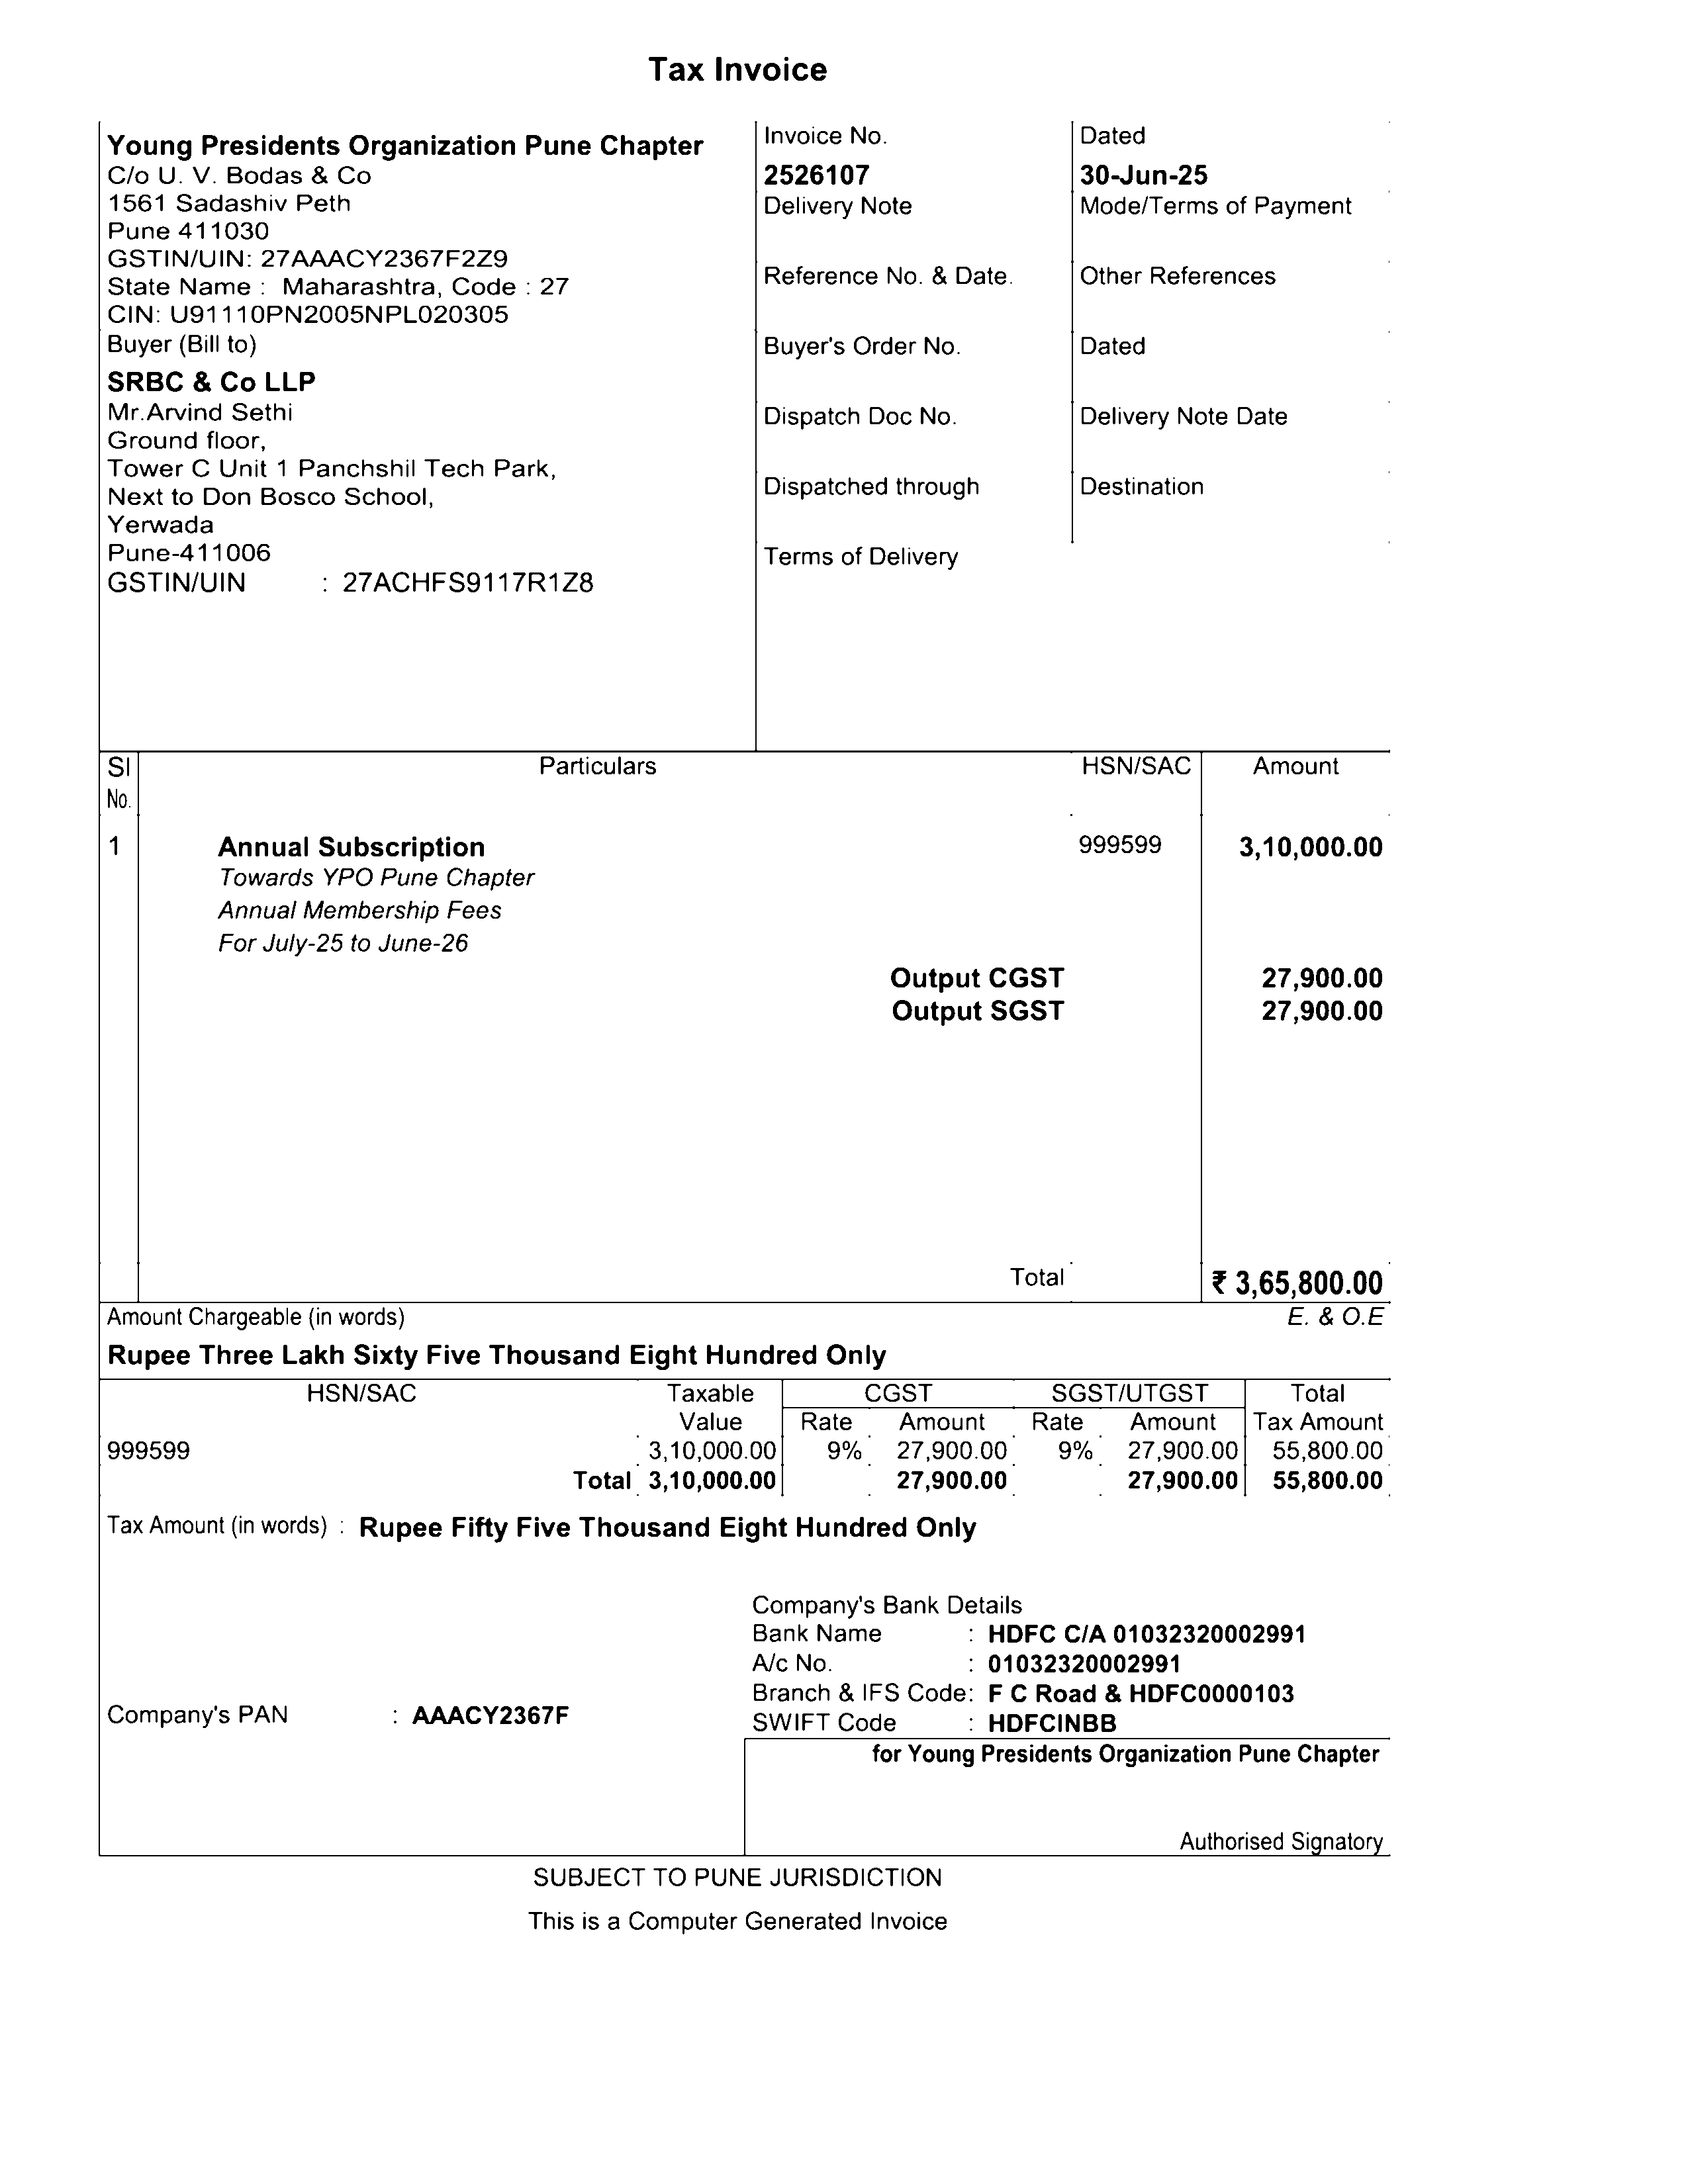 Tax Invoice
Young Presidents Organization Pune Chapter
C/o U. V. Bodas & Co
1561 Sadashiv Peth
Pune 411030
GSTIN/UIN: 27AAACY2367F2Z9
State Name : Maharashtra, Code : 27
CIN: U91110PN2005NPL020305
Buyer (Bill to)
SRBC & Co LLP
Mr.Arvind Sethi
Ground floor,
Tower C Unit 1 Panchshil Tech Park,
Next to Don Bosco School,
Yerwada
Pune-411006
GSTIN/UIN : 27ACHFS9117R1Z8
Invoice No. Dated
2526107 30-Jun-25
Delivery Note Mode/Terms of Payment
Reference No. & Date. Other References
Buyer's Order No. Dated
Dispatch Doc No. Delivery Note Date
Dispatched through Destination
Terms of Delivery
Sl Particulars HSN/SAC Amount
No.
1 Annual Subscription 999599 3,10,000.00
Towards YPO Pune Chapter
Annual Membership Fees
For July-25 to June-26
Output CGST 27,900.00
Output SGST 27,900.00
Total ₹ 3,65,800.00
Amount Chargeable (in words) E. & O.E
Rupee Three Lakh Sixty Five Thousand Eight Hundred Only
HSN/SAC Taxable CGST SGST/UTGST Total
Value Rate Amount Rate Amount Tax Amount
999599 3,10,000.00 9% 27,900.00 9% 27,900.00 55,800.00
Total 3,10,000.00 27,900.00 27,900.00 55,800.00
Tax Amount (in words) : Rupee Fifty Five Thousand Eight Hundred Only
Company's Bank Details
Bank Name : HDFC C/A 01032320002991
A/c No. : 01032320002991
Branch & IFS Code: F C Road & HDFC0000103
Company's PAN : AAACY2367F
SWIFT Code : HDFCINBB
for Young Presidents Organization Pune Chapter
Authorised Signatory
SUBJECT TO PUNE JURISDICTION
This is a Computer Generated Invoice